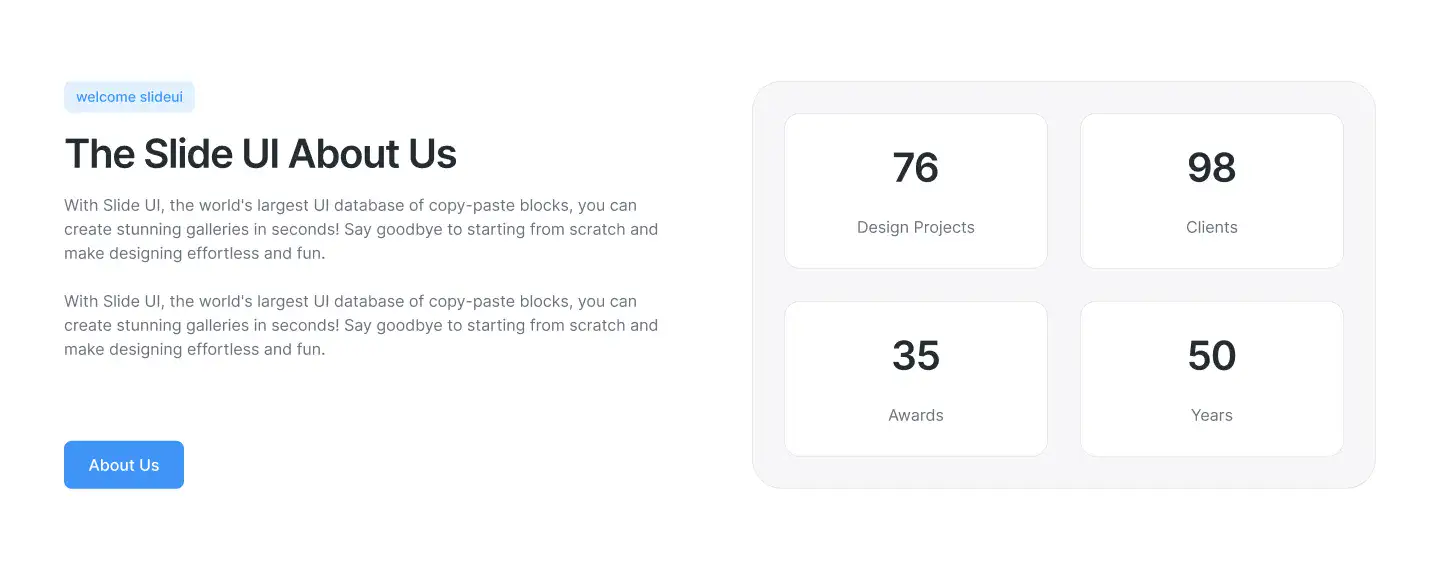 welcome slideui
The Slide UI About Us
With Slide UI, the world's largest UI database of copy-paste blocks, you can
create stunning galleries in seconds! Say goodbye to starting from scratch and
make designing effortless and fun.
With Slide UI, the world's largest UI database of copy-paste blocks, you can
create stunning galleries in seconds! Say goodbye to starting from scratch and
make designing effortless and fun.
About Us
76
Design Projects
98
Clients
35
Awards
50
Years